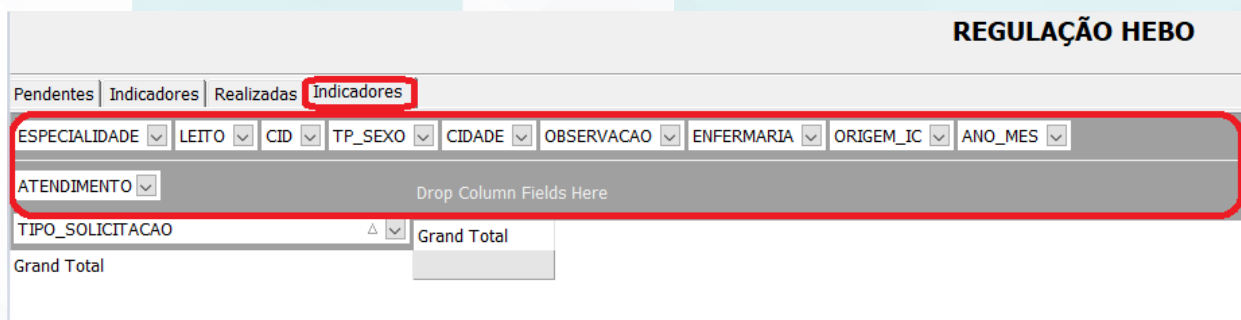 REGULAÇÃO HEBO
Pendentes Indicadores Realizadas Indicadores
ESPECIALIDADE LEITO CID TP_SEXO CIDADE OBSERVACAO ENFERMARIA ORIGEM_IC ANO_MES
ATENDIMENTO Drop Column Fields Here
TIPO_SOLICITACAO Grand Total
Grand Total